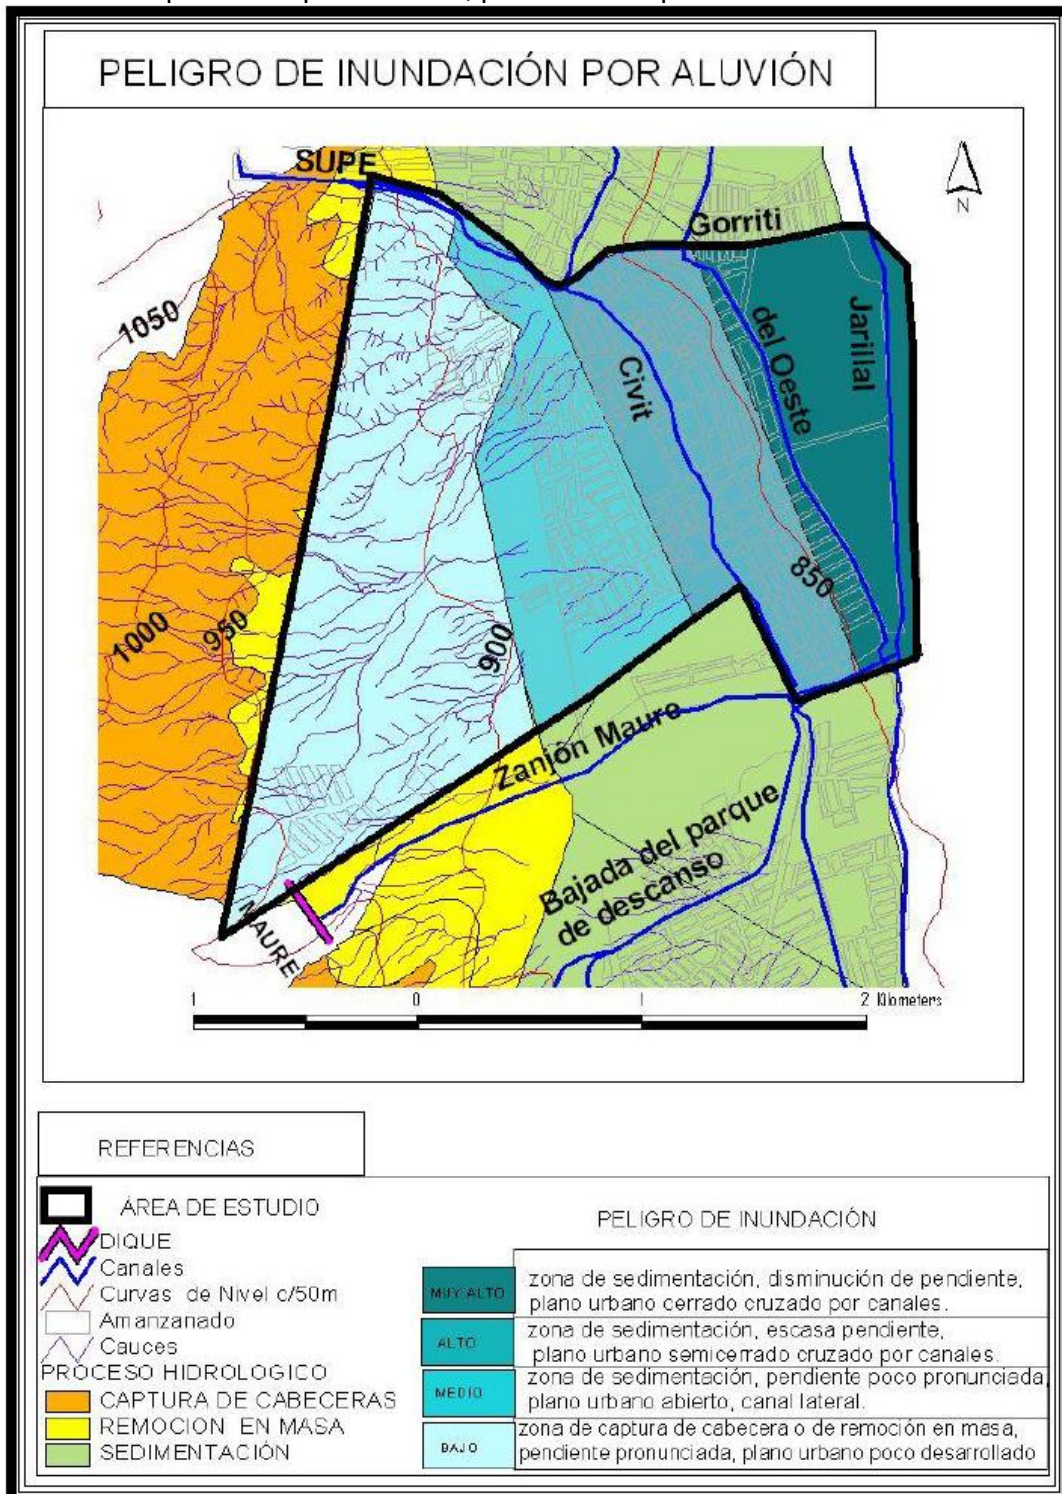 PELIGRO DE INUNDACIÓN POR ALUVIÓN
SUPE
Gorriti
N
1050
del Oeste
Jarillal
Civit
850
1000
950
900
Zanjón Maure
Bajada del parque
de descanso
MAURE
1 0 1 2 Kilometers
REFERENCIAS
ÁREA DE ESTUDIO
DIQUE
Canales
Curvas de Nivel c/50m
Amanzanado
Cauces
PROCESO HIDROLOGICO
CAPTURA DE CABECERAS
REMOCION EN MASA
SEDIMENTACIÓN
PELIGRO DE INUNDACIÓN
MUY ALTO
zona de sedimentación, disminución de pendiente,
plano urbano cerrado cruzado por canales.
ALTO
zona de sedimentación, escasa pendiente,
plano urbano semicerrado cruzado por canales.
MEDIO
zona de sedimentación, pendiente poco pronunciada,
plano urbano abierto, canal lateral.
BAJO
zona de captura de cabecera o de remoción en masa,
pendiente pronunciada, plano urbano poco desarrollado